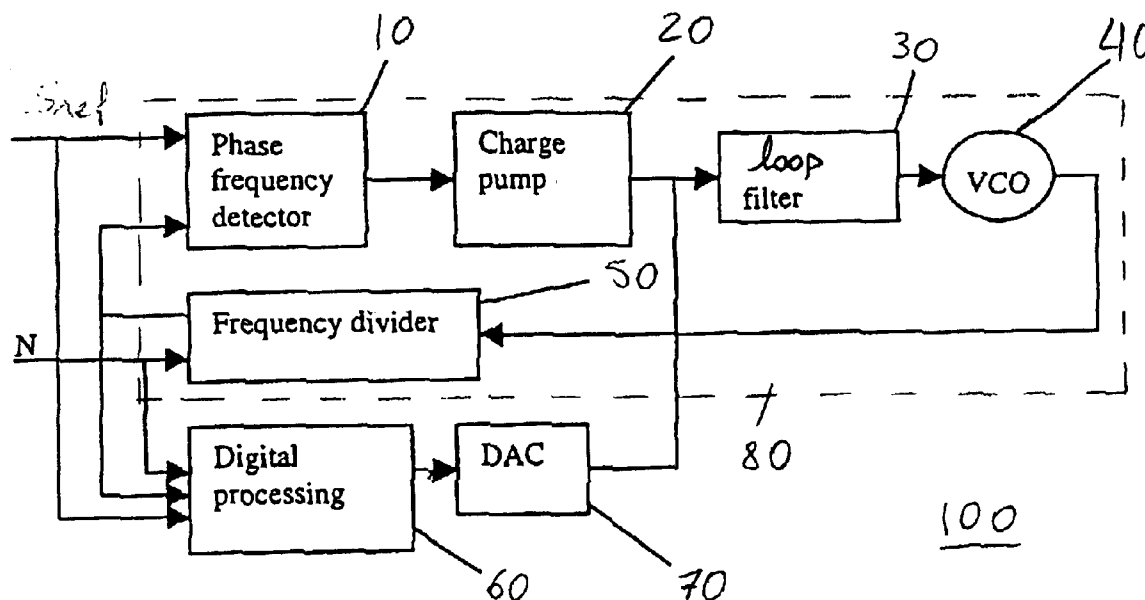 10
20
30
40
Sref
Phase
frequency
detector
Charge
pump
loop
filter
VCO
50
Frequency divider
N
80
Digital
processing
DAC
60
70
100